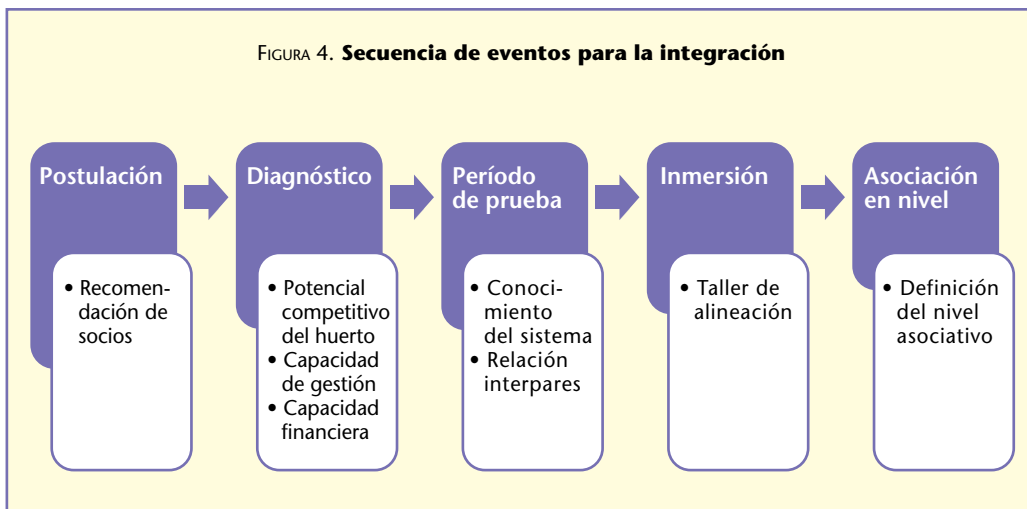 FIGURA 4. Secuencia de eventos para la integración
Postulación
• Recomen-
dación de
socios
Diagnóstico
• Potencial
competitivo
del huerto
• Capacidad
de gestión
• Capacidad
financiera
Período
de prueba
• Conoci-
miento
del sistema
• Relación
interpares
Inmersión
• Taller de
alineación
Asociación
en nivel
• Definición
del nivel
asociativo